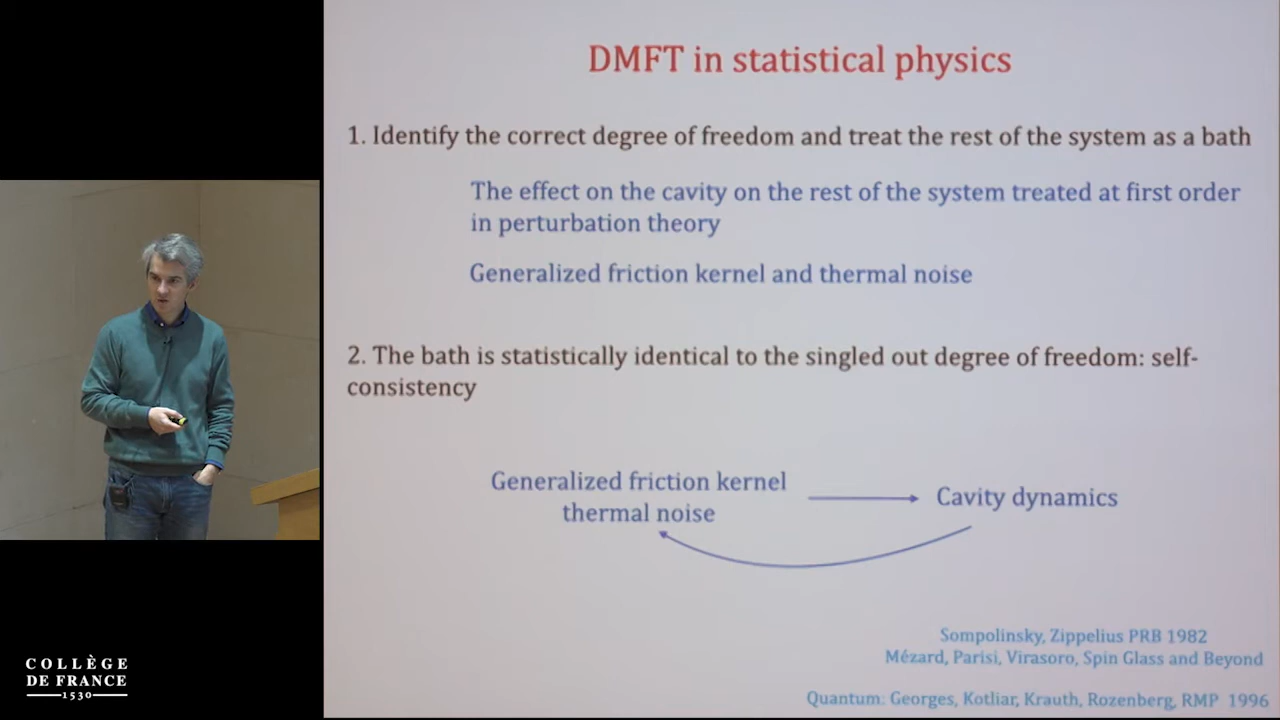 DMFT in statistical physics
1. Identify the correct degree of freedom and treat the rest of the system as a bath
The effect on the cavity on the rest of the system treated at first order
in perturbation theory
Generalized friction kernel and thermal noise
2. The bath is statistically identical to the singled out degree of freedom: self-
consistency
Generalized friction kernel
thermal noise
Cavity dynamics
Sompolinsky, Zippelius PRB 1982
Mézard, Parisi, Virasoro, Spin Glass and Beyond
Quantum: Georges, Kotliar, Krauth, Rozenberg, RMP 1996
COLLÈGE
DE FRANCE
1530